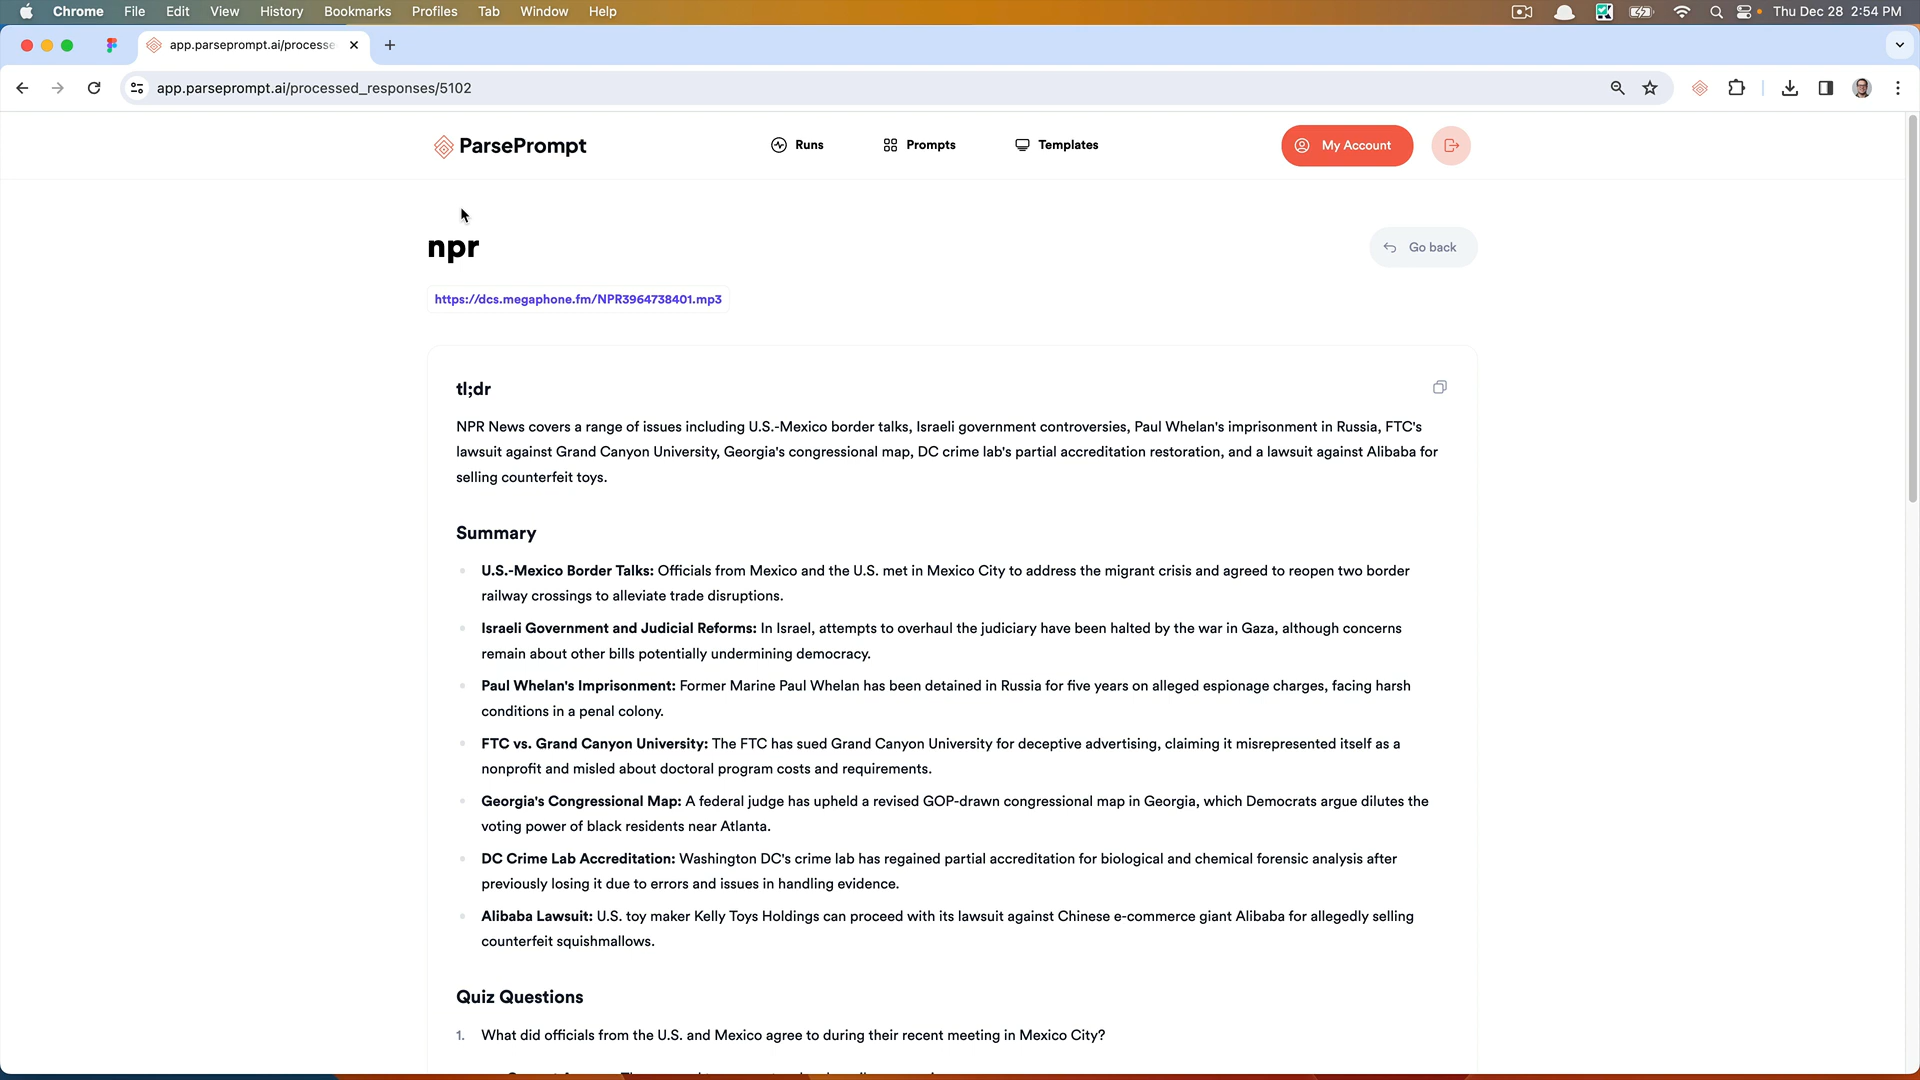 Chrome File Edit View History Bookmarks Profiles Tab Window Help Thu Dec 28 2:54 PM
app.parseprompt.ai/processe
app.parseprompt.ai/processed_responses/5102
ParsePrompt Runs Prompts Templates My Account
npr
Go back
https://dcs.megaphone.fm/NPR3964738401.mp3
tl;dr
NPR News covers a range of issues including U.S.-Mexico border talks, Israeli government controversies, Paul Whelan's imprisonment in Russia, FTC's
lawsuit against Grand Canyon University, Georgia's congressional map, DC crime lab's partial accreditation restoration, and a lawsuit against Alibaba for
selling counterfeit toys.
Summary
U.S.-Mexico Border Talks: Officials from Mexico and the U.S. met in Mexico City to address the migrant crisis and agreed to reopen two border
railway crossings to alleviate trade disruptions.
Israeli Government and Judicial Reforms: In Israel, attempts to overhaul the judiciary have been halted by the war in Gaza, although concerns
remain about other bills potentially undermining democracy.
Paul Whelan's Imprisonment: Former Marine Paul Whelan has been detained in Russia for five years on alleged espionage charges, facing harsh
conditions in a penal colony.
FTC vs. Grand Canyon University: The FTC has sued Grand Canyon University for deceptive advertising, claiming it misrepresented itself as a
nonprofit and misled about doctoral program costs and requirements.
Georgia's Congressional Map: A federal judge has upheld a revised GOP-drawn congressional map in Georgia, which Democrats argue dilutes the
voting power of black residents near Atlanta.
DC Crime Lab Accreditation: Washington DC's crime lab has regained partial accreditation for biological and chemical forensic analysis after
previously losing it due to errors and issues in handling evidence.
Alibaba Lawsuit: U.S. toy maker Kelly Toys Holdings can proceed with its lawsuit against Chinese e-commerce giant Alibaba for allegedly selling
counterfeit squishmallows.
Quiz Questions
1. What did officials from the U.S. and Mexico agree to during their recent meeting in Mexico City?